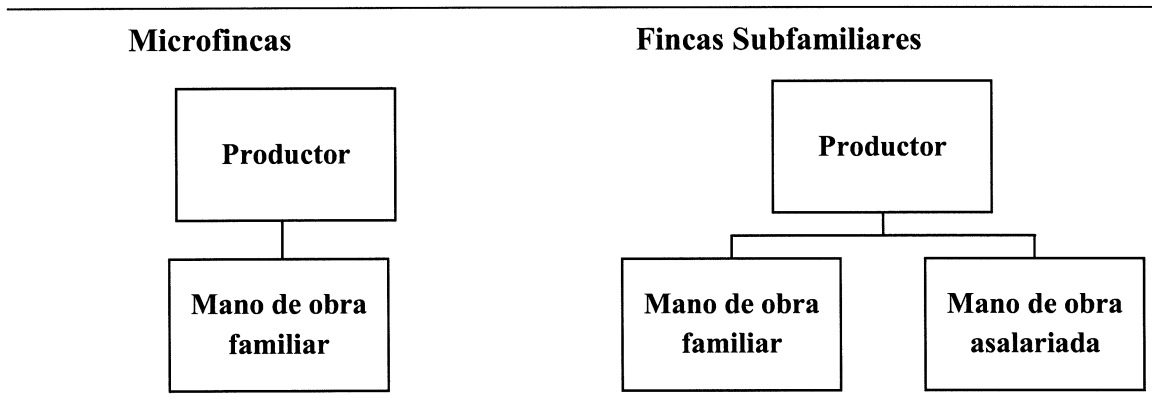 Microfincas
Productor
Mano de obra
familiar
Fincas Subfamiliares
Productor
Mano de obra
familiar
Mano de obra
asalariada